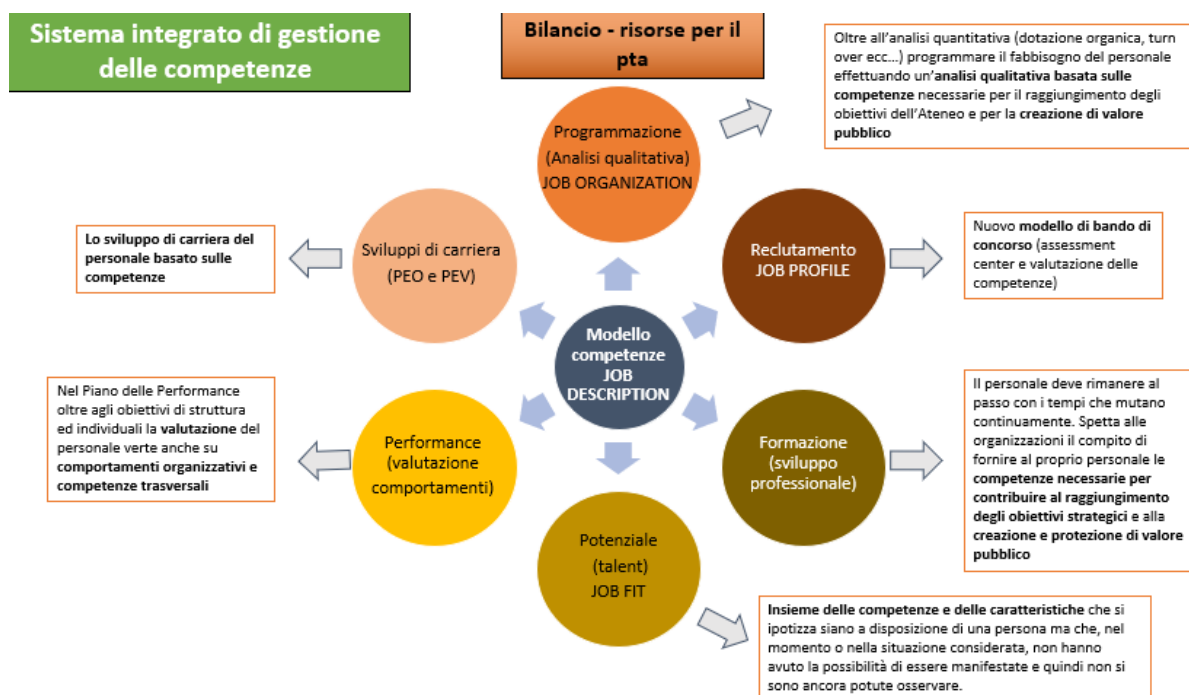 Sistema integrato di gestione
delle competenze
Bilancio - risorse per il
pta
Oltre all'analisi quantitativa (dotazione organica, turn
over ecc...) programmare il fabbisogno del personale
effettuando un'analisi qualitativa basata sulle
competenze necessarie per il raggiungimento degli
obiettivi dell'Ateneo e per la creazione di valore
pubblico
Programmazione
(Analisi qualitativa)
JOB ORGANIZATION
Lo sviluppo di carriera del
personale basato sulle
competenze
Sviluppi di carriera
(PEO e PEV)
Reclutamento
JOB PROFILE
Nuovo modello di bando di
concorso (assessment
center e valutazione delle
competenze)
Modello
competenze
JOB
DESCRIPTION
Nel Piano delle Performance
oltre agli obiettivi di struttura
ed individuali la valutazione del
personale verte anche su
comportamenti organizzativi e
competenze trasversali
Performance
(valutazione
comportamenti)
Formazione
(sviluppo
professionale)
Il personale deve rimanere al
passo con i tempi che mutano
continuamente. Spetta alle
organizzazioni il compito di
fornire al proprio personale le
competenze necessarie per
contribuire al raggiungimento
degli obiettivi strategici e alla
creazione e protezione di valore
pubblico
Potenziale
(talent)
JOB FIT
Insieme delle competenze e delle caratteristiche che si
ipotizza siano a disposizione di una persona ma che, nel
momento o nella situazione considerata, non hanno
avuto la possibilità di essere manifestate e quindi non si
sono ancora potute osservare.